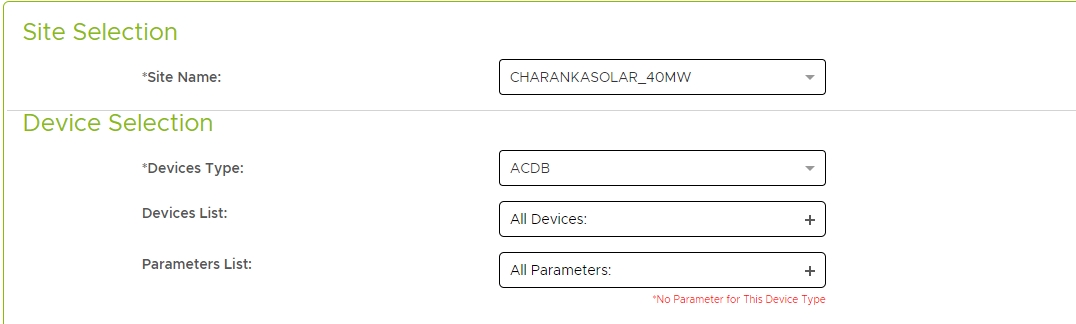 Site Selection
*Site Name: CHARANKASOLAR_40MW
Device Selection
*Devices Type: ACDB
Devices List: All Devices: +
Parameters List: All Parameters: +
*No Parameter for This Device Type